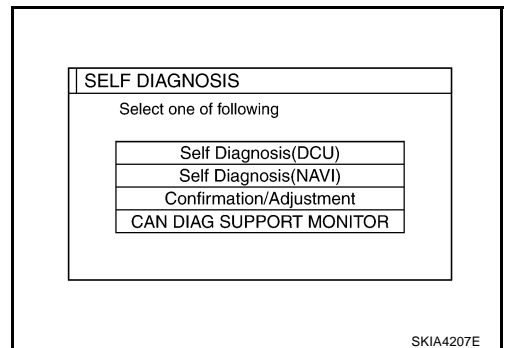 SELF DIAGNOSIS
Select one of following
Self Diagnosis(DCU)
Self Diagnosis(NAVI)
Confirmation/Adjustment
CAN DIAG SUPPORT MONITOR
SKIA4207E